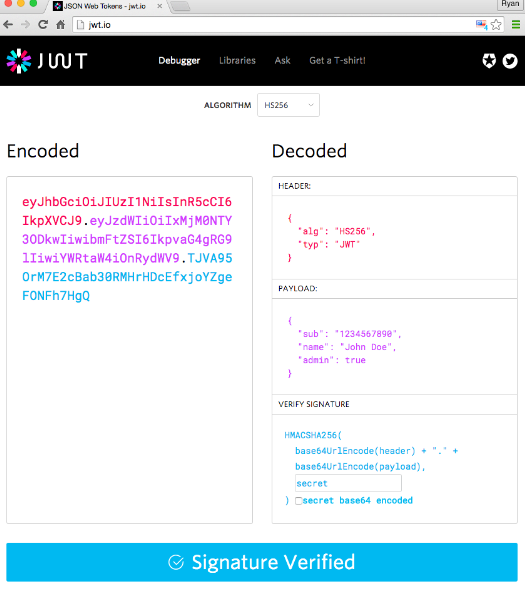 Ryan
JSON Web Tokens - jwt.io
jwt.io
JWT
Debugger Libraries Ask Get a T-shirt!
ALGORITHM HS256
Encoded
eyJhbGciOiJIUzI1NiIsInR5cCI6
IkpXVCJ9.eyJzdWIiOiIxMjM0NTY
3ODkwIiwibmFtZSI6IkpvaG4gRG9
lIiwiYWRtaW4iOnRydWV9.TJVA95
OrM7E2cBab30RMHrHDcEfxjoYZge
FONFh7HgQ
Decoded
HEADER:
{
"alg": "HS256",
"typ": "JWT"
}
PAYLOAD:
{
"sub": "1234567890",
"name": "John Doe",
"admin": true
}
VERIFY SIGNATURE
HMACSHA256(
base64UrlEncode(header) + "." +
base64UrlEncode(payload),
secret
) secret base64 encoded
Signature Verified